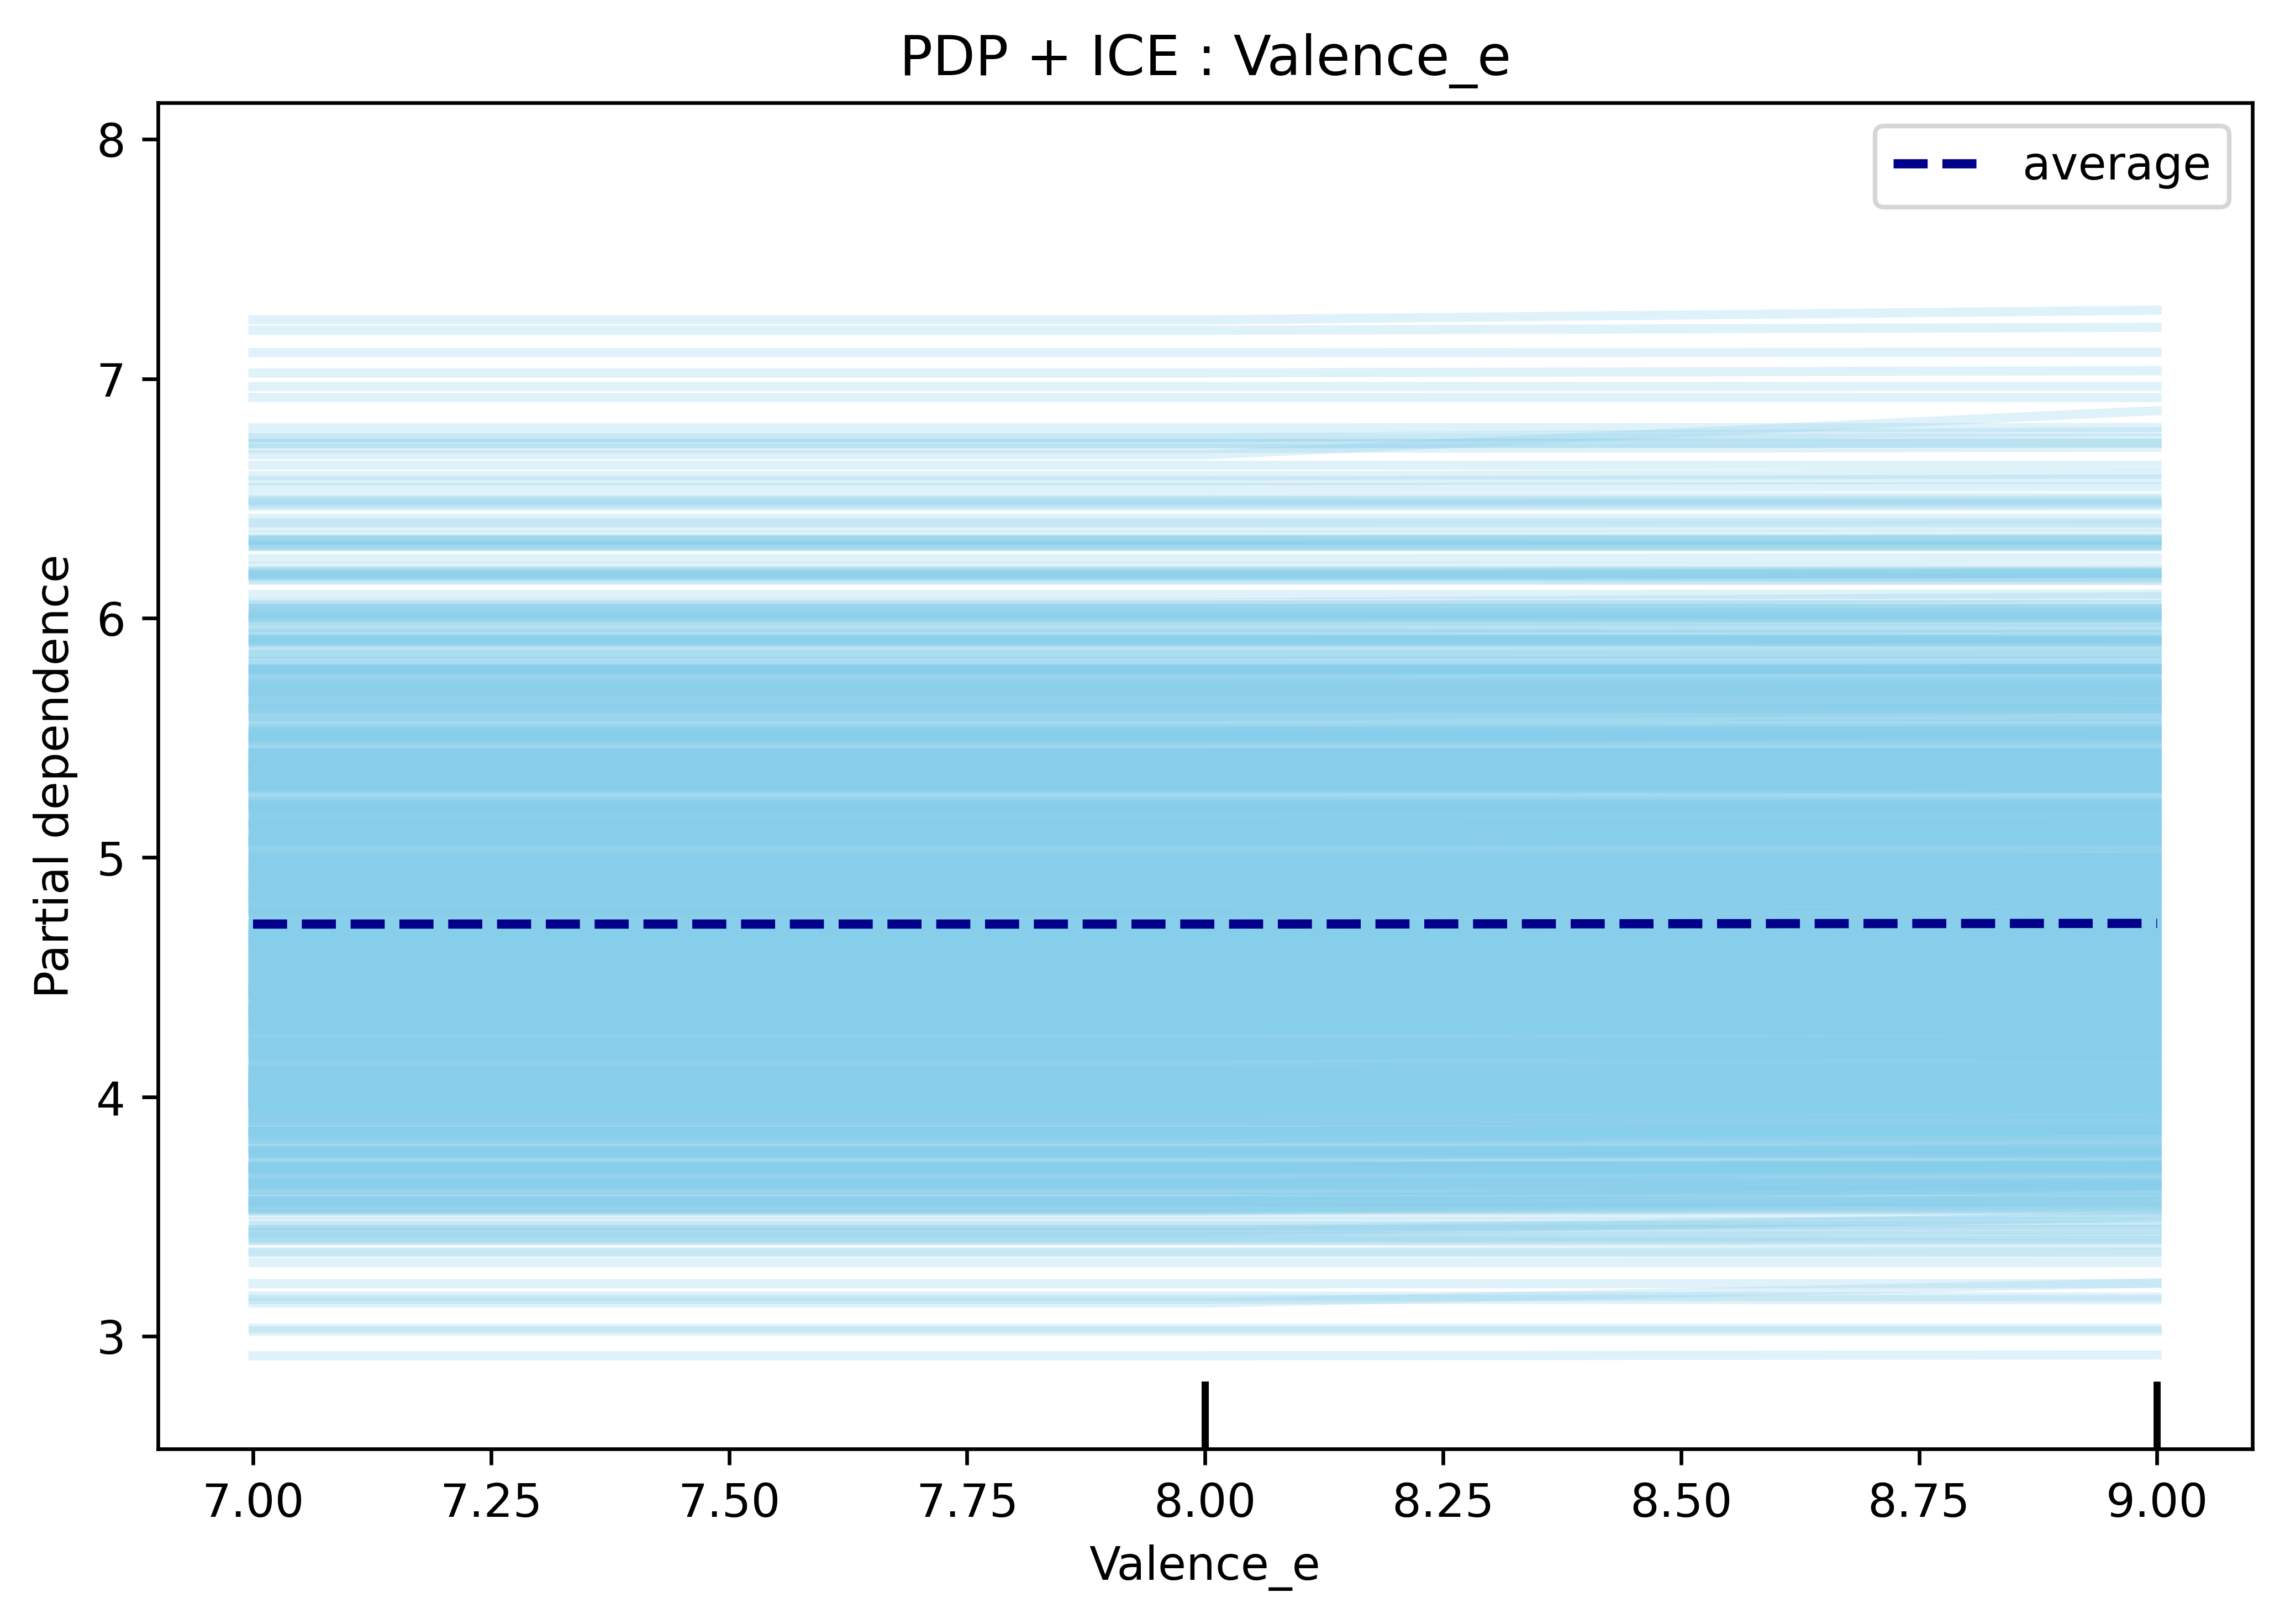 PDP + ICE : Valence_e
average
8
7
6
5
4
3
Partial dependence
7.00 7.25 7.50 7.75 8.00 8.25 8.50 8.75 9.00
Valence_e